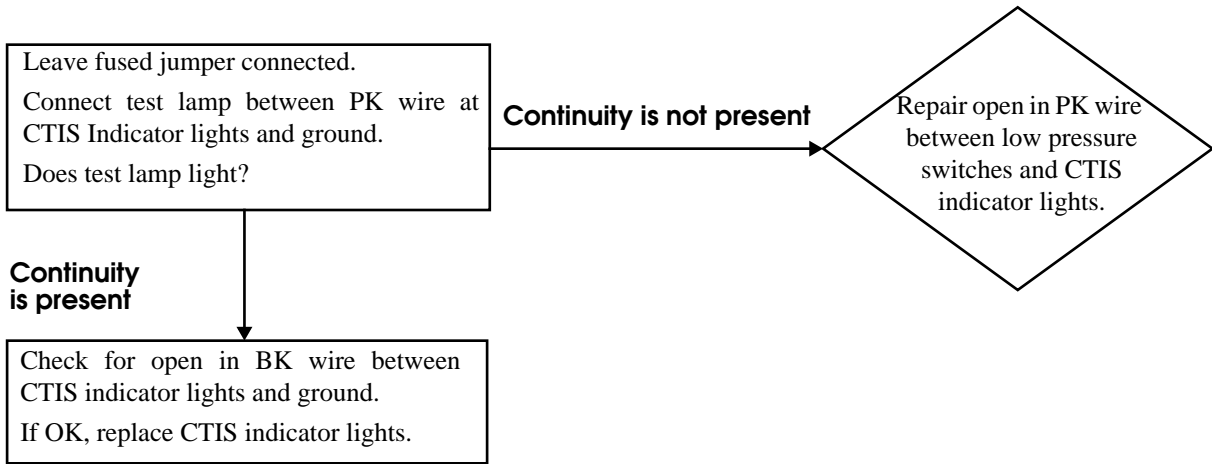 Leave fused jumper connected.
Connect test lamp between PK wire at
CTIS Indicator lights and ground.
Does test lamp light?
Continuity is not present
Repair open in PK wire
between low pressure
switches and CTIS
indicator lights.
Continuity
is present
Check for open in BK wire between
CTIS indicator lights and ground.
If OK, replace CTIS indicator lights.